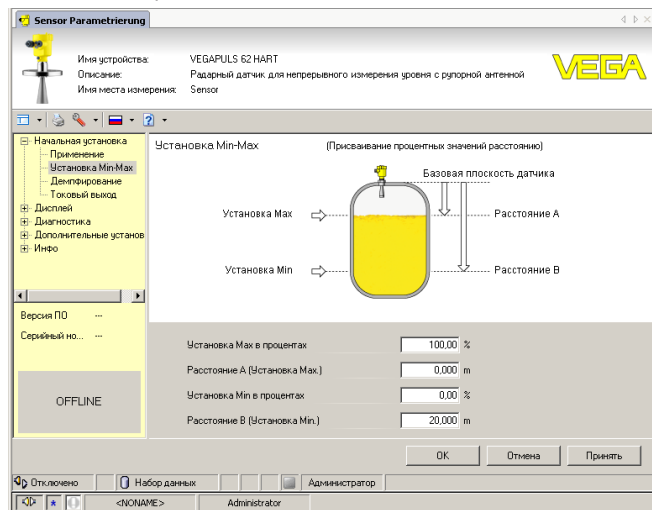 Sensor Parametrierung
Имя устройства: VEGAPULS 62 HART
Описание: Радарный датчик для непрерывного измерения уровня с рупорной антенной
Имя места измерения: Sensor
VEGA
Начальная установка
Применение
Установка Min-Max
Демпфирование
Токовый выход
Дисплей
Диагностика
Дополнительные установ
Инфо
Версия ПО ---
Серийный но... ---
OFFLINE
Установка Min-Max (Присваивание процентных значений расстоянию)
Базовая плоскость датчика
Установка Max Расстояние A
Установка Min Расстояние B
Установка Max в процентах 100,00 %
Расстояние A (Установка Max.) 0,000 m
Установка Min в процентах 0,00 %
Расстояние B (Установка Min.) 20,000 m
OK Отмена Принять
Отключено Набор данных Администратор
<NONAME> Administrator